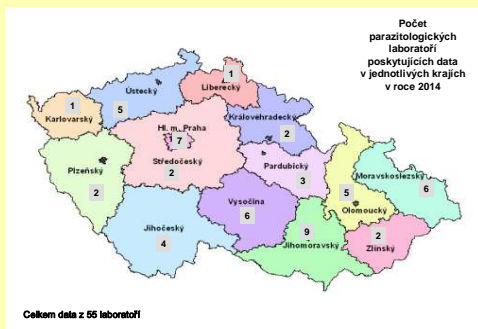 Počet
parazitologických
laboratoří
poskytujících data
v jednotlivých krajích
v roce 2014
1
Liberecký
Ústecký
5
1
Karlovarský
Královéhradecký
2
Hl. m. Praha
7
Středočeský
2
Plzeňský
2
Pardubický
3
Moravskoslezský
6
5
Olomoucký
Vysočina
6
Jihočeský
4
9
Jihomoravský
2
Zlínský
Celkem data z 55 laboratoří